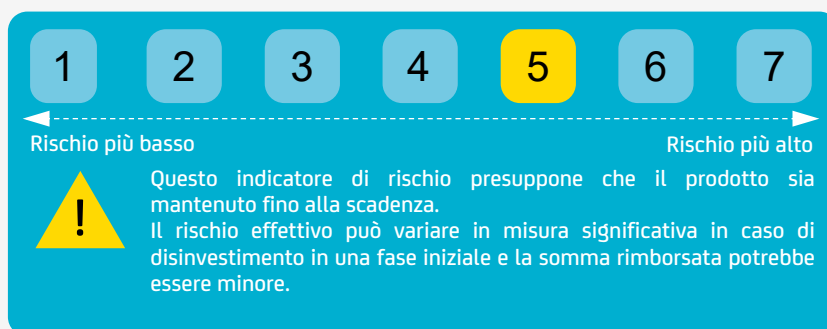 1 2 3 4 5 6 7
Rischio più basso Rischio più alto
!
Questo indicatore di rischio presuppone che il prodotto sia
mantenuto fino alla scadenza.
Il rischio effettivo può variare in misura significativa in caso di
disinvestimento in una fase iniziale e la somma rimborsata potrebbe
essere minore.